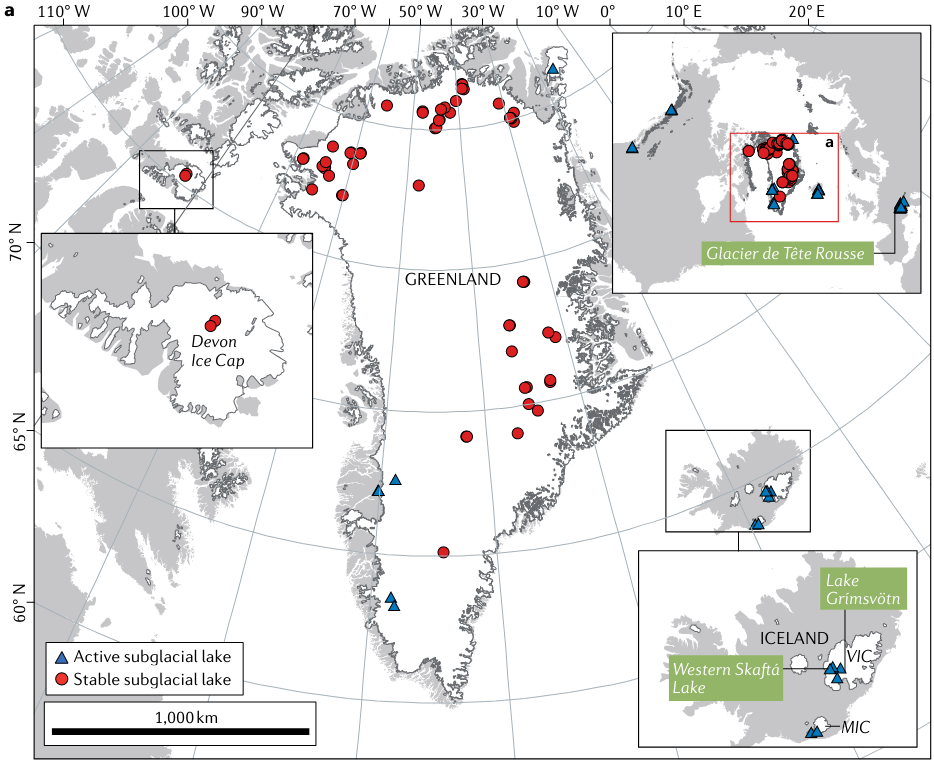 a
110° W
100° W
90° W
70° W
50° W
30° W
10° W
0°
10° E
20° E
a
Glacier de Tête Rousse
70° N
GREENLAND
Devon
Ice Cap
65° N
Lake
Grímsvötn
60° N
ICELAND
VIC
Western Skaftá
Lake
Active subglacial lake
Stable subglacial lake
1,000 km
MIC